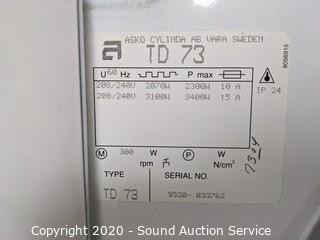 ASKO CYLINDA AB VARA SWEDEN
TD 73
U 60 Hz P max
208/240V 2070W 2300W 10 A
208/240V 3100W 3400W 15 A
IP 24
M 300 W P W
rpm N/cm²
TYPE SERIAL NO.
TD 73 9520- 033762
8056915
Copyright 2020 - Sound Auction Service